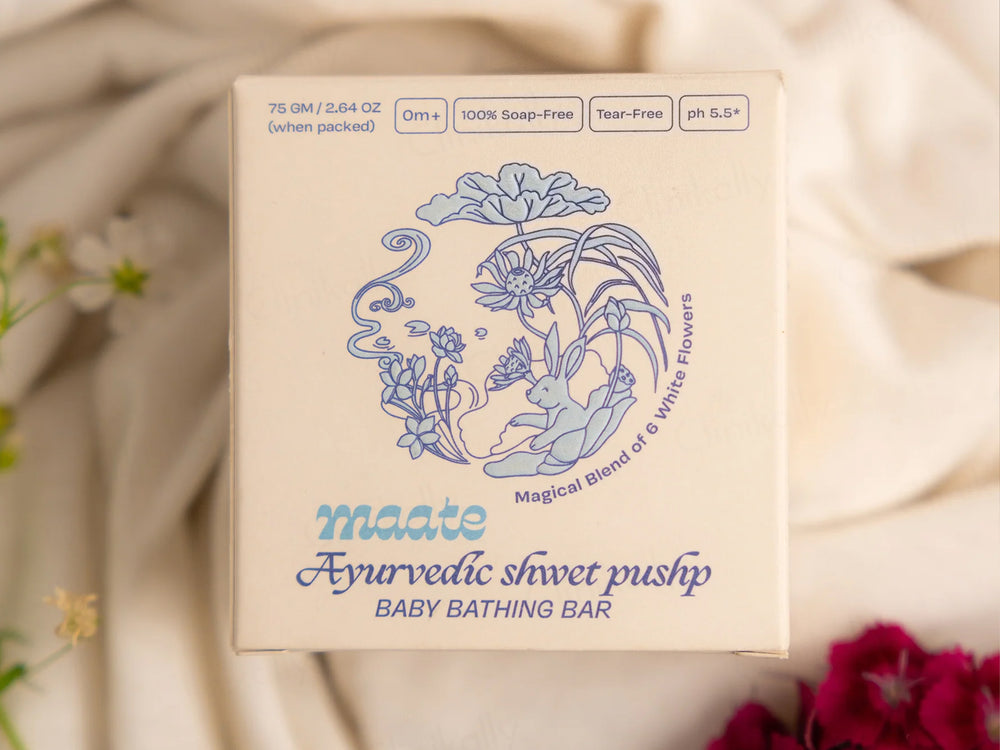 75 GM / 2.64 OZ
(when packed)
0m+
100% Soap-Free
Tear-Free
ph 5.5*
Magical Blend of 6 White Flowers
maate
Ayurvedic shwet pushp
BABY BATHING BAR